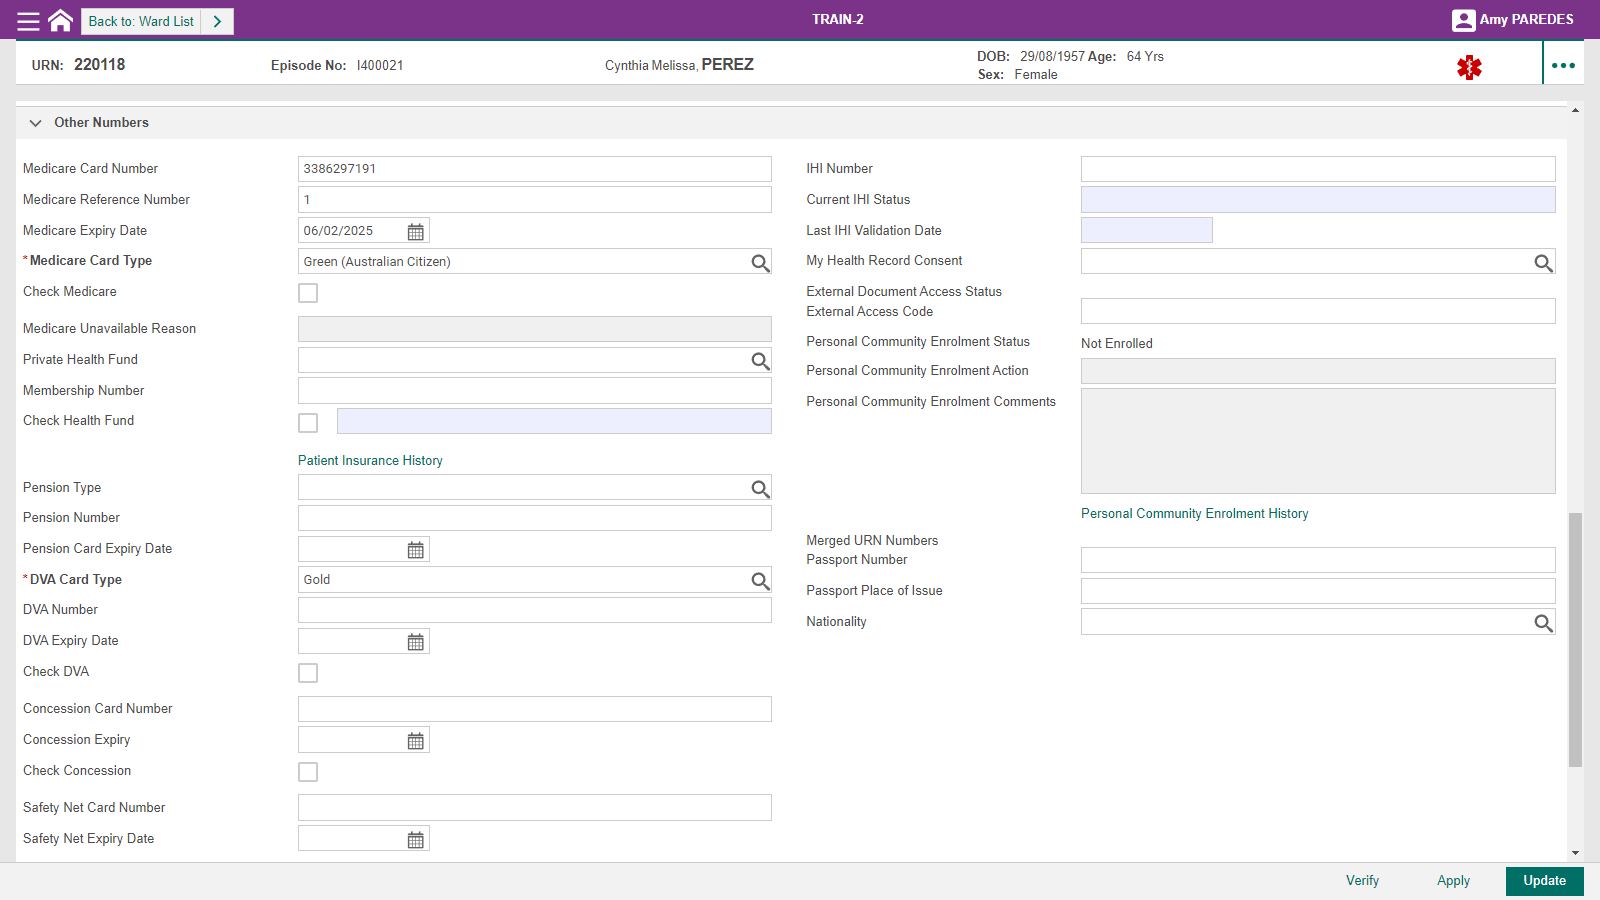 Back to: Ward List
TRAIN-2
Amy PAREDES
URN: 220118
Episode No: I400021
Cynthia Melissa, PEREZ
DOB: 29/08/1957 Age: 64 Yrs
Sex: Female
Other Numbers
Medicare Card Number 3386297191
Medicare Reference Number 1
Medicare Expiry Date 06/02/2025
*Medicare Card Type Green (Australian Citizen)
Check Medicare
Medicare Unavailable Reason
Private Health Fund
Membership Number
Check Health Fund
Patient Insurance History
Pension Type
Pension Number
Pension Card Expiry Date
*DVA Card Type Gold
DVA Number
DVA Expiry Date
Check DVA
Concession Card Number
Concession Expiry
Check Concession
Safety Net Card Number
Safety Net Expiry Date
IHI Number
Current IHI Status
Last IHI Validation Date
My Health Record Consent
External Document Access Status
External Access Code
Personal Community Enrolment Status Not Enrolled
Personal Community Enrolment Action
Personal Community Enrolment Comments
Personal Community Enrolment History
Merged URN Numbers
Passport Number
Passport Place of Issue
Nationality
Verify
Apply
Update